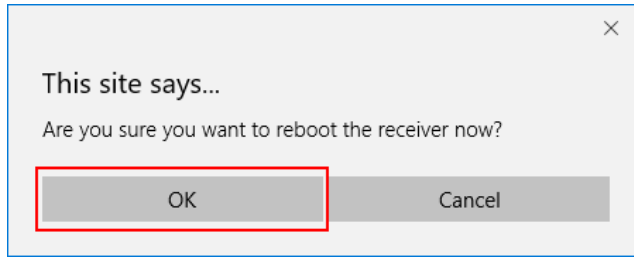 This site says...
Are you sure you want to reboot the receiver now?
OK Cancel